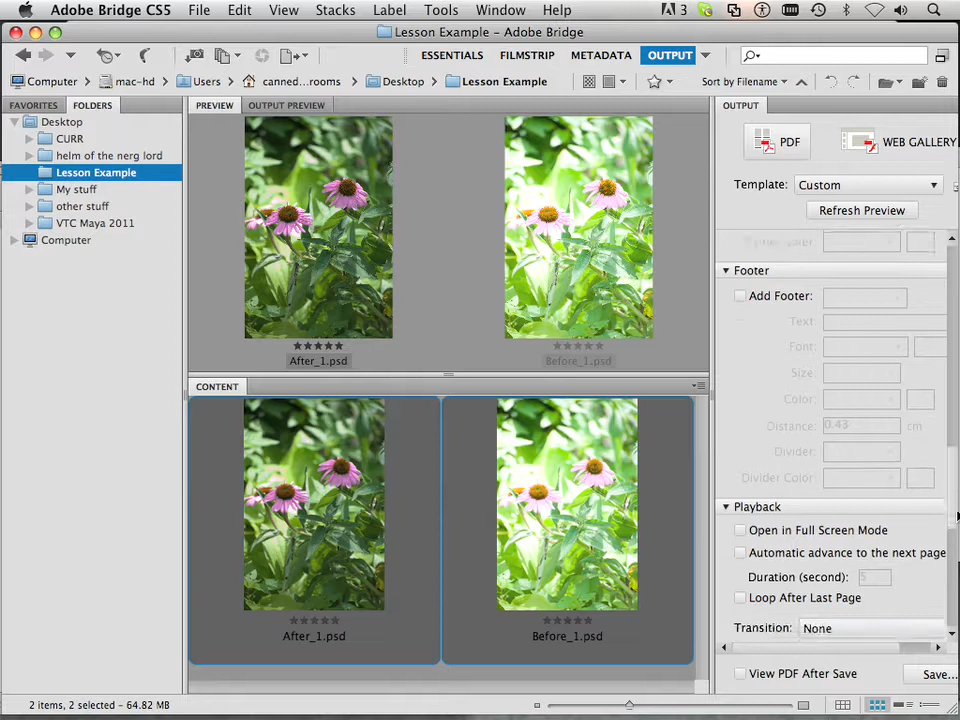 Adobe Bridge CS5 File Edit View Stacks Label Tools Window Help 3
Lesson Example – Adobe Bridge
ESSENTIALS FILMSTRIP METADATA OUTPUT
Computer mac-hd Users canned...rooms Desktop Lesson Example Sort by Filename
FAVORITES FOLDERS
Desktop
CURR
helm of the nerg lord
Lesson Example
My stuff
other stuff
VTC Maya 2011
Computer
PREVIEW OUTPUT PREVIEW
After_1.psd Before_1.psd
CONTENT
After_1.psd Before_1.psd
OUTPUT
PDF WEB GALLERY
Template: Custom
Refresh Preview
Footer
Add Footer:
Text:
Font:
Size:
Color:
Distance: 0.43 cm
Divider:
Divider Color:
Playback
Open in Full Screen Mode
Automatic advance to the next page
Duration (second): 5
Loop After Last Page
Transition: None
View PDF After Save Save...
2 items, 2 selected - 64.82 MB